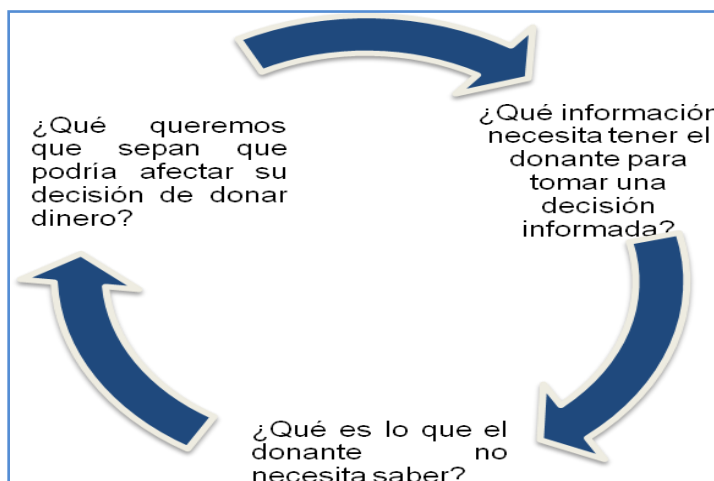 ¿Qué queremos
que sepan que
podría afectar su
decisión de donar
dinero?
¿Qué información
necesita tener el
donante para
tomar una
decisión
informada?
¿Qué es lo que el
donante no
necesita saber?